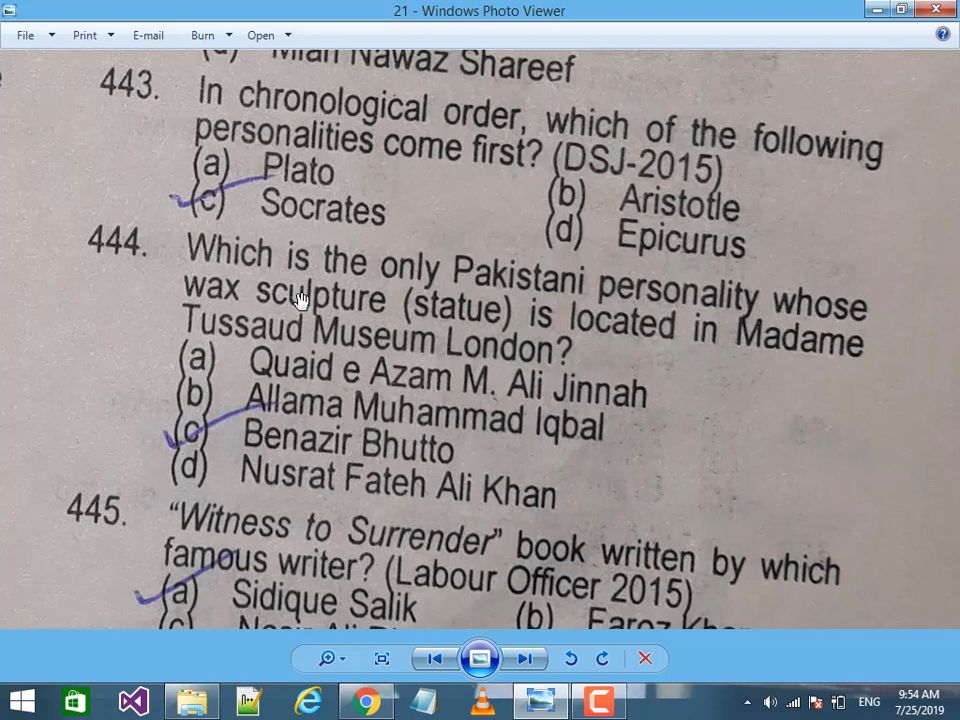 21 - Windows Photo Viewer
File Print E-mail Burn Open
(d) Mian Nawaz Shareef
443. In chronological order, which of the following
personalities come first? (DSJ-2015)
(a) Plato (b) Aristotle
(c) Socrates (d) Epicurus
444. Which is the only Pakistani personality whose
wax sculpture (statue) is located in Madame
Tussaud Museum London?
(a) Quaid e Azam M. Ali Jinnah
(b) Allama Muhammad Iqbal
(c) Benazir Bhutto
(d) Nusrat Fateh Ali Khan
445. "Witness to Surrender" book written by which
famous writer? (Labour Officer 2015)
(a) Sidique Salik (b) Faroz Khan
(c)
ENG 9:54 AM
7/25/2019